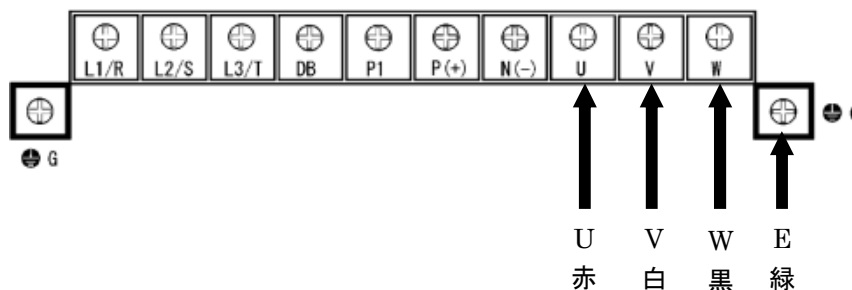 L1/R L2/S L3/T DB P1 P(+) N(-) U V W
G
U V W E
赤 白 黒 緑